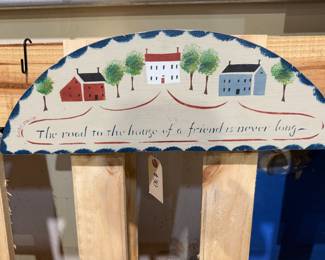 The road to the house of a friend is never long~